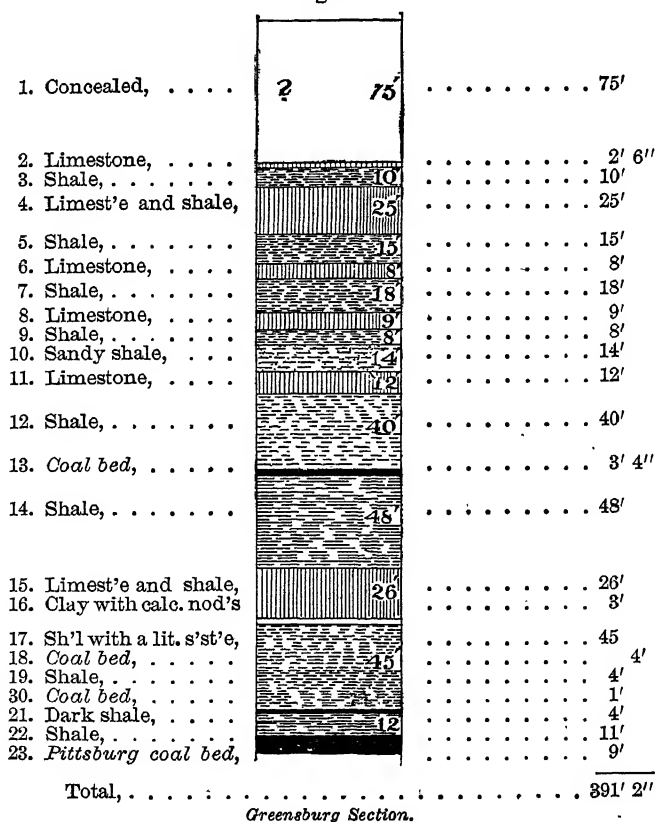 1. Concealed, . . . . ? 75' . . . . . . . . . 75'
2. Limestone, . . . . . . . . . . . . . 2' 6''
3. Shale, . . . . . . . 10' . . . . . . . . . 10'
4. Limest'e and shale, 25' . . . . . . . . . 25'
5. Shale, . . . . . . . 15 . . . . . . . . . 15'
6. Limestone, . . . . 8' . . . . . . . . . 8'
7. Shale, . . . . . . . 18' . . . . . . . . . 18'
8. Limestone, . . . . 9' . . . . . . . . . 9'
9. Shale, . . . . . . . 8' . . . . . . . . . 8'
10. Sandy shale, . . . 14' . . . . . . . . . 14'
11. Limestone, . . . . 12 . . . . . . . . . 12'
12. Shale, . . . . . . . 40' . . . . . . . . . 40'
13. Coal bed, . . . . . . . . . . . . . . 3' 4''
14. Shale, . . . . . . . 48' . . . . . . . . . 48'
15. Limest'e and shale, 26' . . . . . . . . . 26'
16. Clay with calc. nod's . . . . . . . . . 3'
17. Sh'l with a lit. s'st'e, 45' . . . . . . . . . 45
18. Coal bed, . . . . . . . . . . . . . . 4'
19. Shale, . . . . . . . . . . . . . . . . 4'
30. Coal bed, . . . . . . . . . . . . . . 1'
21. Dark shale, . . . . 12 . . . . . . . . . 4'
22. Shale, . . . . . . . . . . . . . . . . 11'
23. Pittsburg coal bed, . . . . . . . . . 9'
Total, . . . . . . . . . . . . . . . . . . . . . 391' 2''
Greensburg Section.